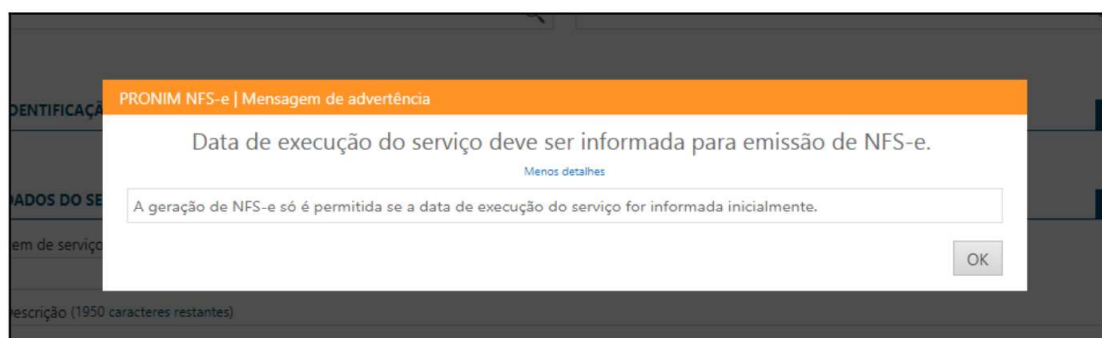 DENTIFICAÇÃ
PRONIM NFS-e | Mensagem de advertência
Data de execução do serviço deve ser informada para emissão de NFS-e.
Menos detalhes
A geração de NFS-e só é permitida se a data de execução do serviço for informada inicialmente.
OK
ADOS DO SE
em de serviço
escrição (1950 caracteres restantes)